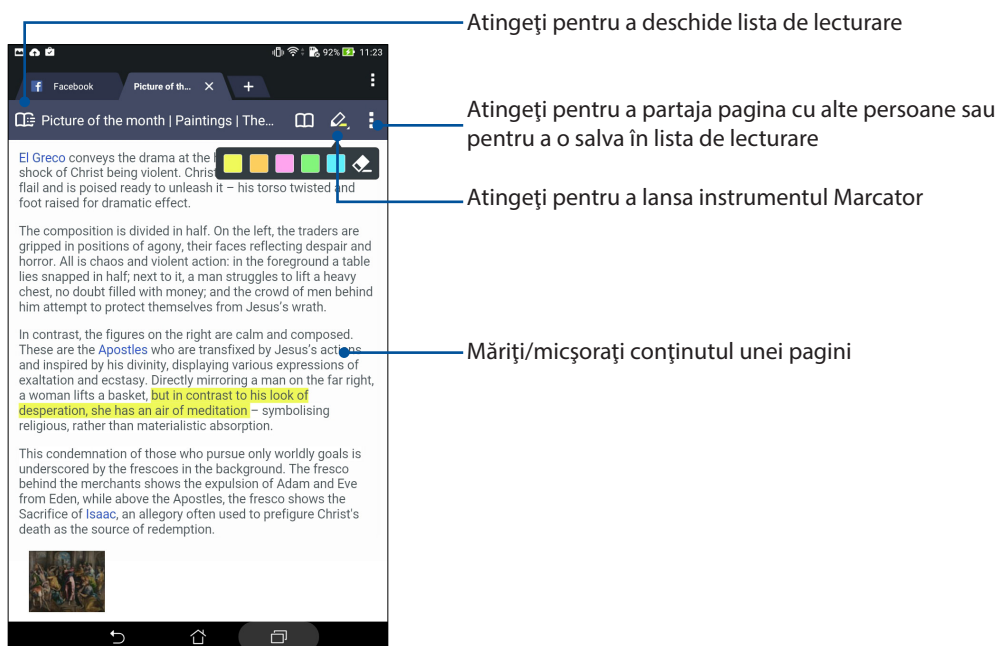 Atingeţi pentru a deschide lista de lecturare
92% 11:23
Facebook Picture of th...
Picture of the month | Paintings | The...
Atingeţi pentru a partaja pagina cu alte persoane sau
pentru a o salva în lista de lecturare
Atingeţi pentru a lansa instrumentul Marcator
El Greco conveys the drama at the
shock of Christ being violent. Christ
flail and is poised ready to unleash it – his torso twisted and
foot raised for dramatic effect.
The composition is divided in half. On the left, the traders are
gripped in positions of agony, their faces reflecting despair and
horror. All is chaos and violent action: in the foreground a table
lies snapped in half; next to it, a man struggles to lift a heavy
chest, no doubt filled with money; and the crowd of men behind
him attempt to protect themselves from Jesus's wrath.
In contrast, the figures on the right are calm and composed.
These are the Apostles who are transfixed by Jesus's actions
and inspired by his divinity, displaying various expressions of
exaltation and ecstasy. Directly mirroring a man on the far right,
a woman lifts a basket, but in contrast to his look of
desperation, she has an air of meditation – symbolising
religious, rather than materialistic absorption.
Măriţi/micşoraţi conţinutul unei pagini
This condemnation of those who pursue only worldly goals is
underscored by the frescoes in the background. The fresco
behind the merchants shows the expulsion of Adam and Eve
from Eden, while above the Apostles, the fresco shows the
Sacrifice of Isaac, an allegory often used to prefigure Christ's
death as the source of redemption.